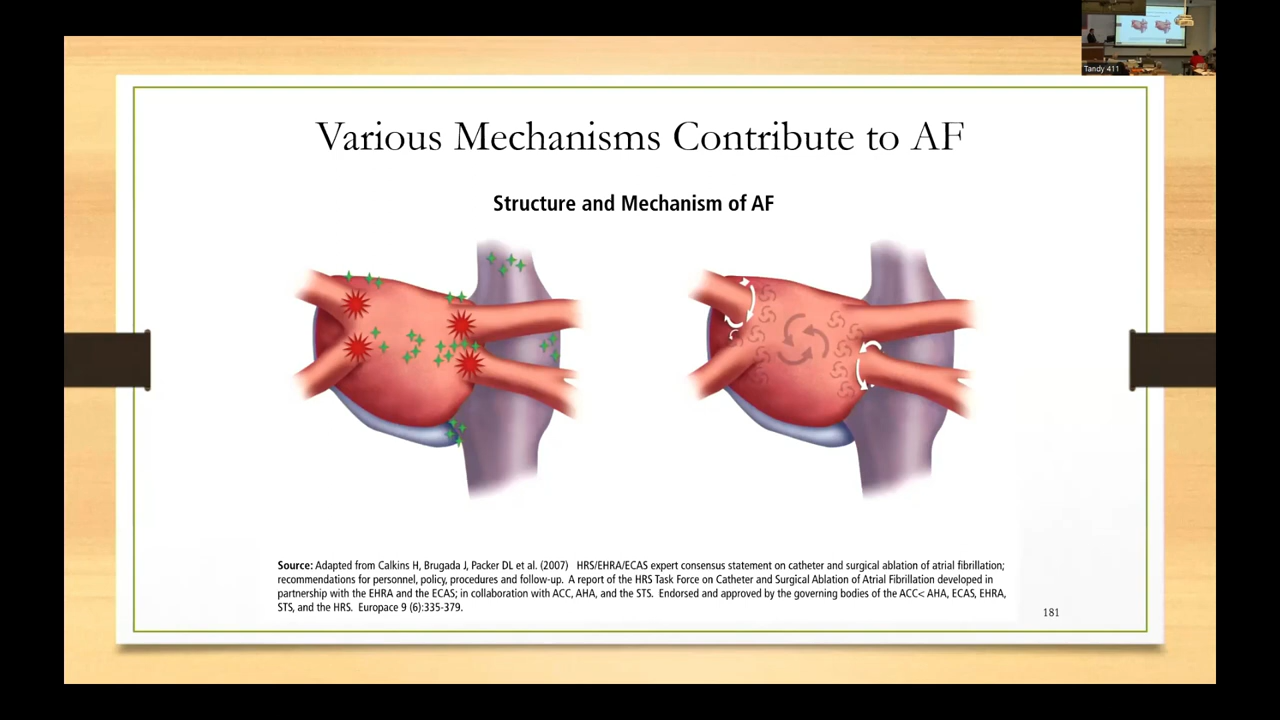 Tandy 411
Various Mechanisms Contribute to AF
Structure and Mechanism of AF
Source: Adapted from Calkins H, Brugada J, Packer DL et al. (2007) HRS/EHRA/ECAS expert consensus statement on catheter and surgical ablation of atrial fibrillation;
recommendations for personnel, policy, procedures and follow-up. A report of the HRS Task Force on Catheter and Surgical Ablation of Atrial Fibrillation developed in
partnership with the EHRA and the ECAS; in collaboration with ACC, AHA, and the STS. Endorsed and approved by the governing bodies of the ACC< AHA, ECAS, EHRA,
STS, and the HRS. Europace 9 (6):335-379.
181